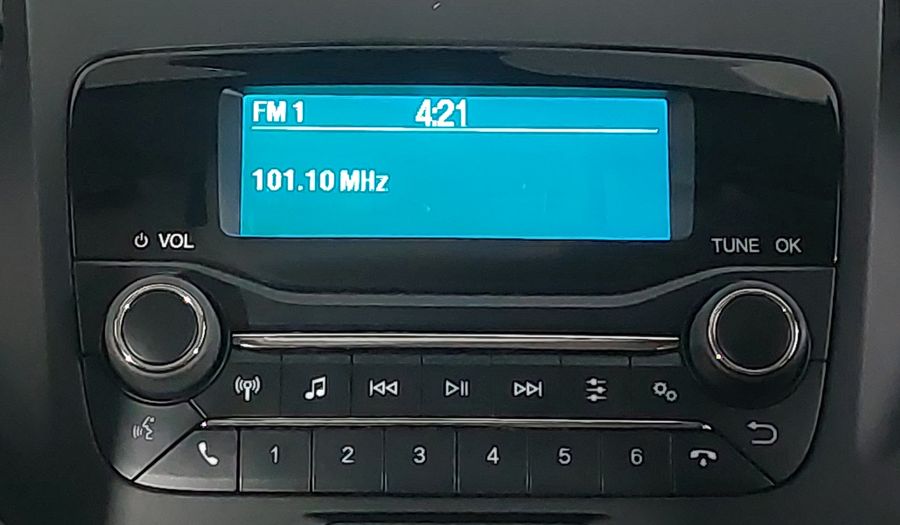 FM 1 4:21
101.10 MHz
VOL
TUNE OK
1 2 3 4 5 6